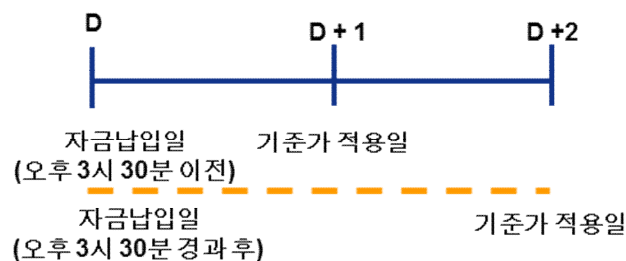 D D + 1 D +2
자금납입일 기준가 적용일
(오후 3시 30분 이전)
자금납입일 기준가 적용일
(오후 3시 30분 경과 후)